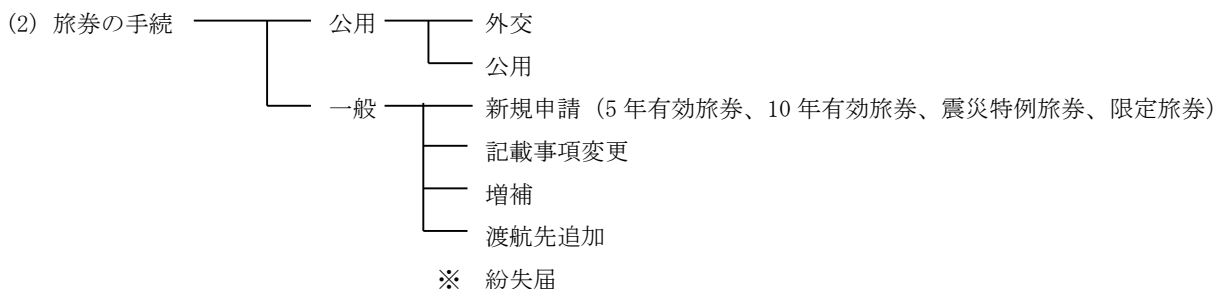 (2) 旅券の手続 公用 外交
公用
一般 新規申請（5 年有効旅券、10 年有効旅券、震災特例旅券、限定旅券）
記載事項変更
増補
渡航先追加
※ 紛失届